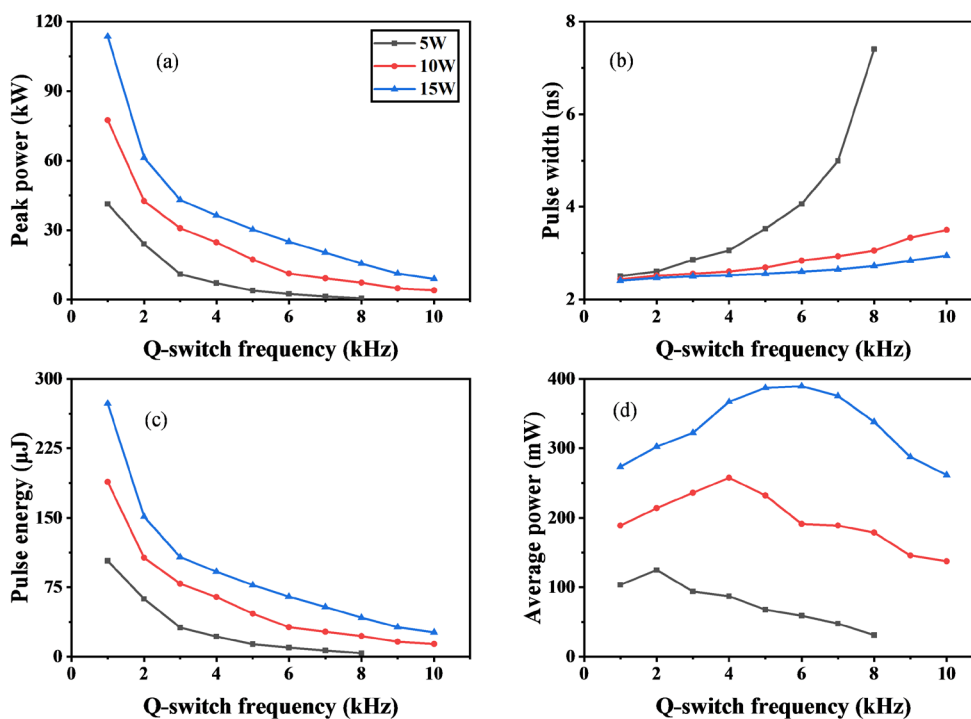 (a)
5W
10W
15W
Peak power (kW)
120
90
60
30
0
0 2 4 6 8 10
Q-switch frequency (kHz)
(b)
Pulse width (ns)
8
6
4
2
0 2 4 6 8 10
Q-switch frequency (kHz)
(c)
Pulse energy (μJ)
300
225
150
75
0
0 2 4 6 8 10
Q-switch frequency (kHz)
(d)
Average power (mW)
400
300
200
100
0
0 2 4 6 8 10
Q-switch frequency (kHz)